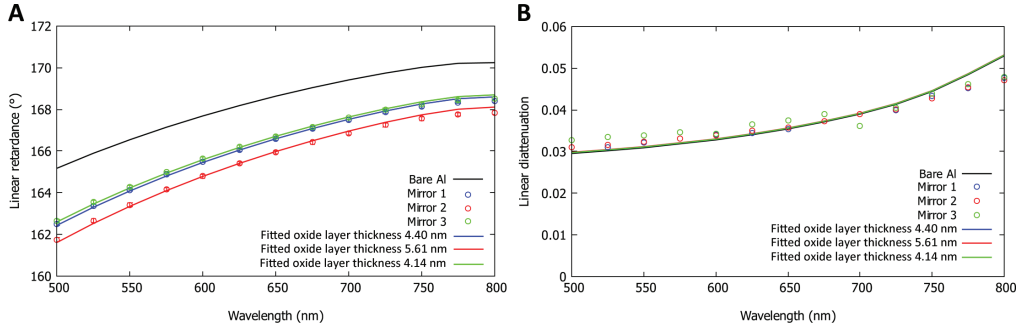 A
172
170
168
166
164
162
160
Linear retardance (°)
500
550
600
650
700
750
800
Wavelength (nm)
Bare Al
Mirror 1
Mirror 2
Mirror 3
Fitted oxide layer thickness 4.40 nm
Fitted oxide layer thickness 5.61 nm
Fitted oxide layer thickness 4.14 nm
B
0.06
0.05
0.04
0.03
0.02
0.01
0
Linear diattenuation
500
550
600
650
700
750
800
Wavelength (nm)
Bare Al
Mirror 1
Mirror 2
Mirror 3
Fitted oxide layer thickness 4.40 nm
Fitted oxide layer thickness 5.61 nm
Fitted oxide layer thickness 4.14 nm